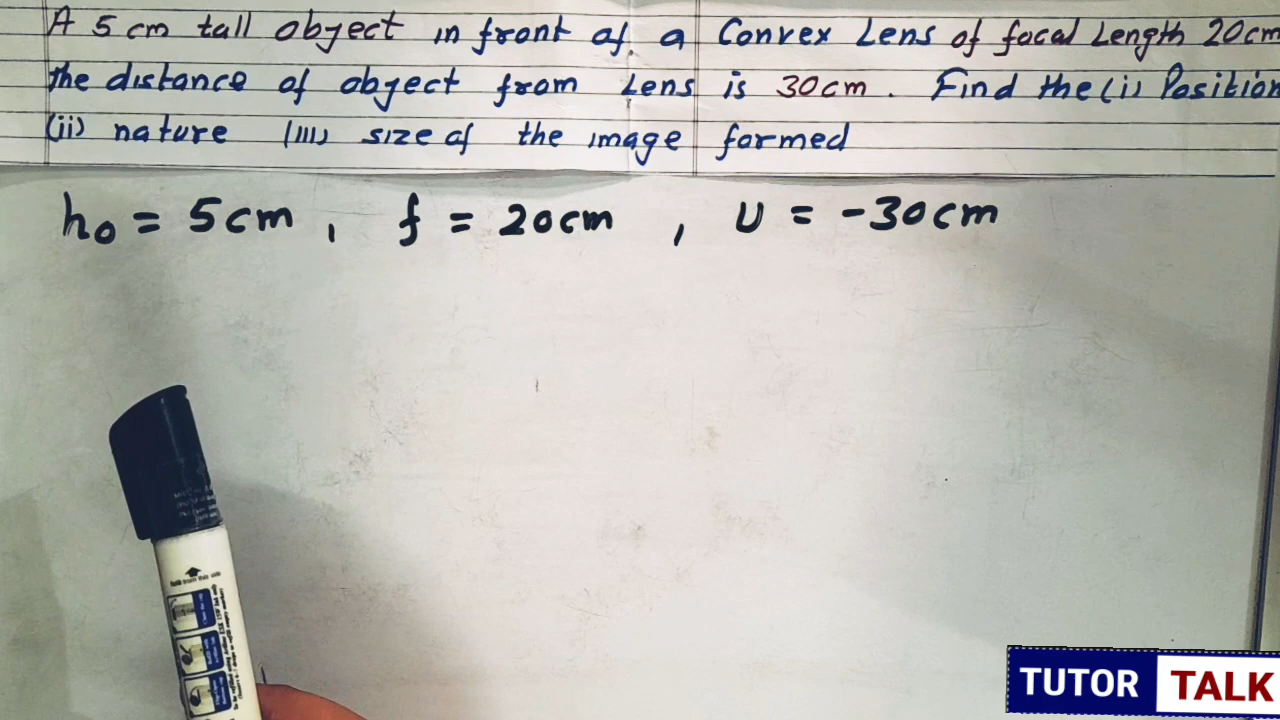 A 5 cm tall object in front of a Convex Lens of focal Length 20cm
the distance of object from Lens is 30cm. Find the (i) Position
(ii) nature (iii) size of the image formed
ho = 5cm, f = 20cm, U = -30cm
TUTOR TALK